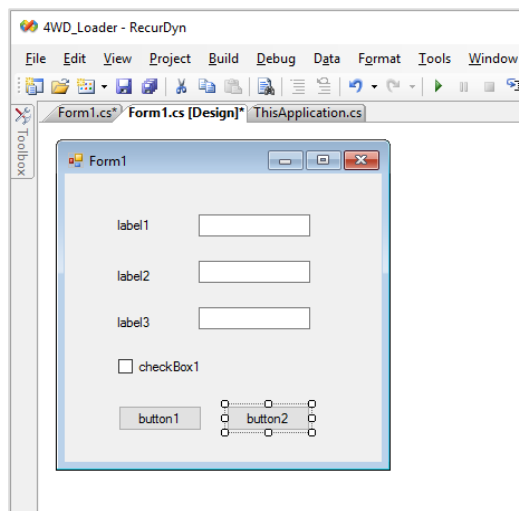 4WD_Loader - RecurDyn
File Edit View Project Build Debug Data Format Tools Window
Form1.cs* Form1.cs [Design]* ThisApplication.cs
Toolbox
Form1
label1
label2
label3
checkBox1
button1 button2